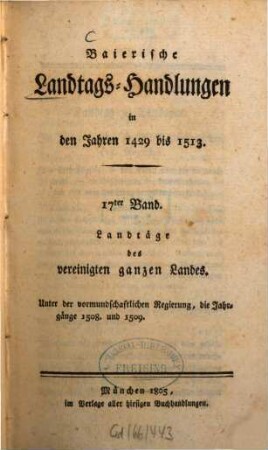 C
Baierische
Landtags-Handlungen
in
den Jahren 1429 bis 1513.
17ter Band.
Landtäge
des
vereinigten ganzen Landes.
Unter der vormundschaftlichen Regierung, die Jahr-
gänge 1508. und 1509.
FREISING
München 1805,
im Verlage aller hiesigen Buchhandlungen.